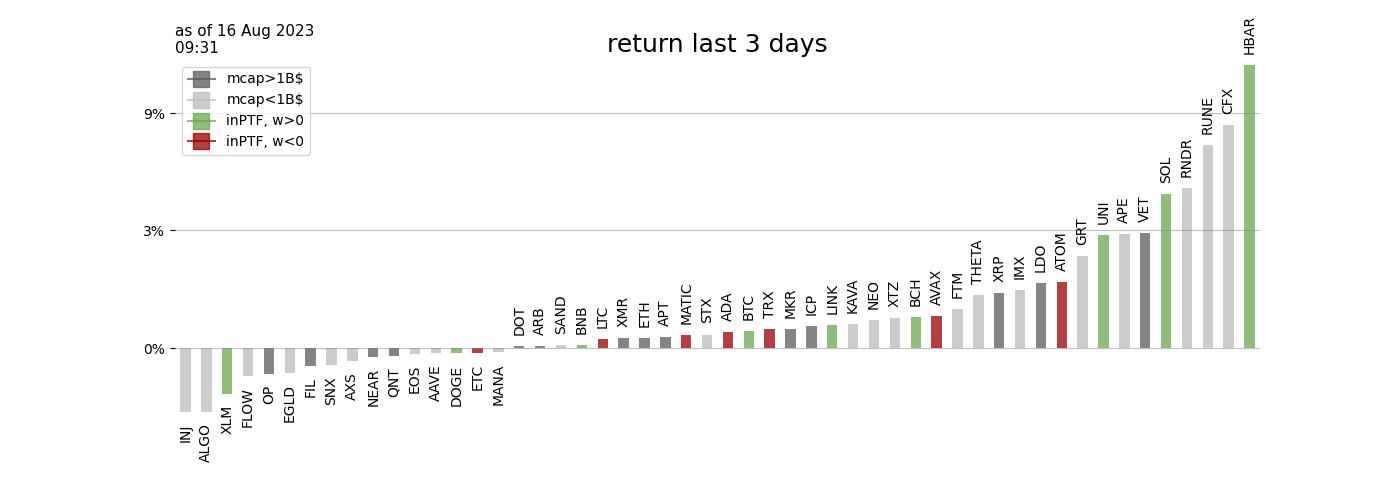 as of 16 Aug 2023
09:31
return last 3 days
mcap>1B$
mcap<1B$
inPTF, w>0
inPTF, w<0
9%
3%
0%
INJ
ALGO
XLM
FLOW
OP
EGLD
FIL
SNX
AXS
NEAR
QNT
EOS
AAVE
DOGE
ETC
MANA
DOT
ARB
SAND
BNB
LTC
XMR
ETH
APT
MATIC
STX
ADA
BTC
TRX
MKR
ICP
LINK
KAVA
NEO
XTZ
BCH
AVAX
FTM
THETA
XRP
IMX
LDO
ATOM
GRT
UNI
APE
VET
SOL
RNDR
RUNE
CFX
HBAR